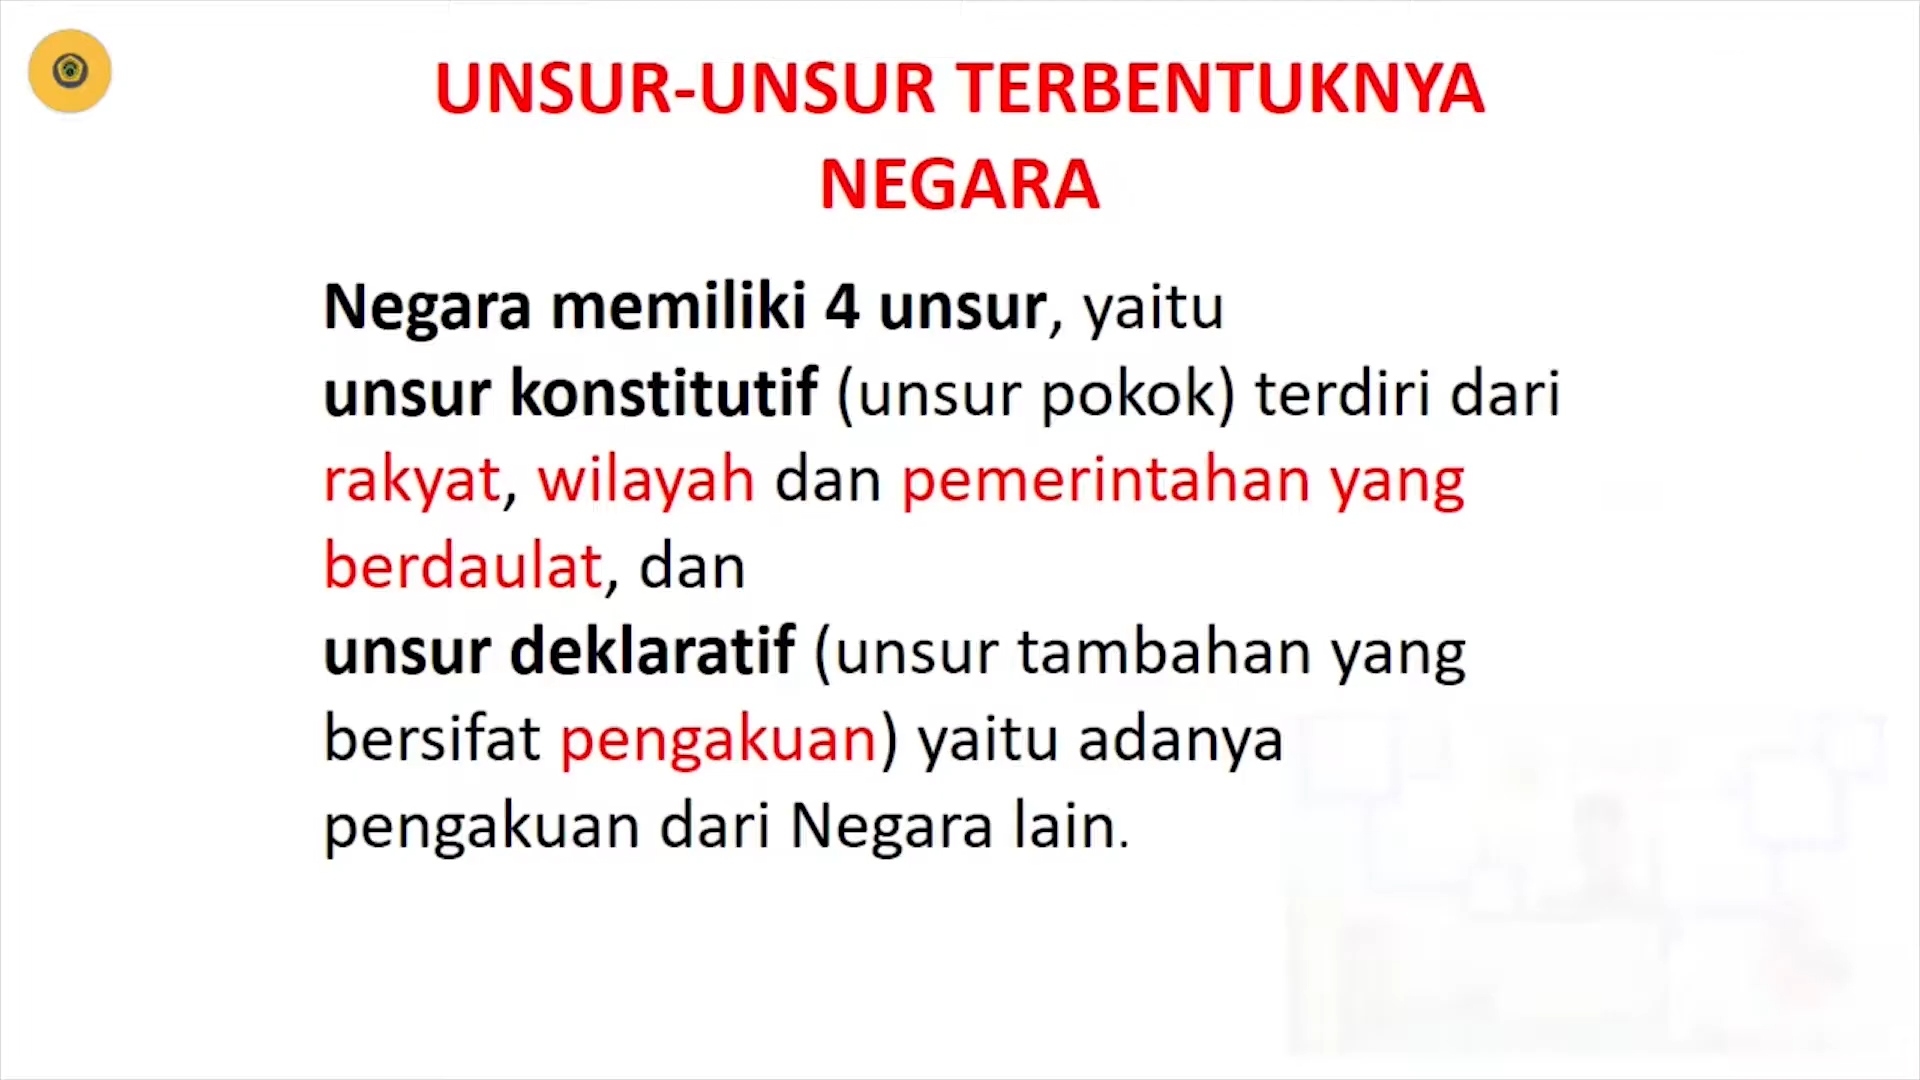 UNSUR-UNSUR TERBENTUKNYA
NEGARA
Negara memiliki 4 unsur, yaitu
unsur konstitutif (unsur pokok) terdiri dari
rakyat, wilayah dan pemerintahan yang
berdaulat, dan
unsur deklaratif (unsur tambahan yang
bersifat pengakuan) yaitu adanya
pengakuan dari Negara lain.